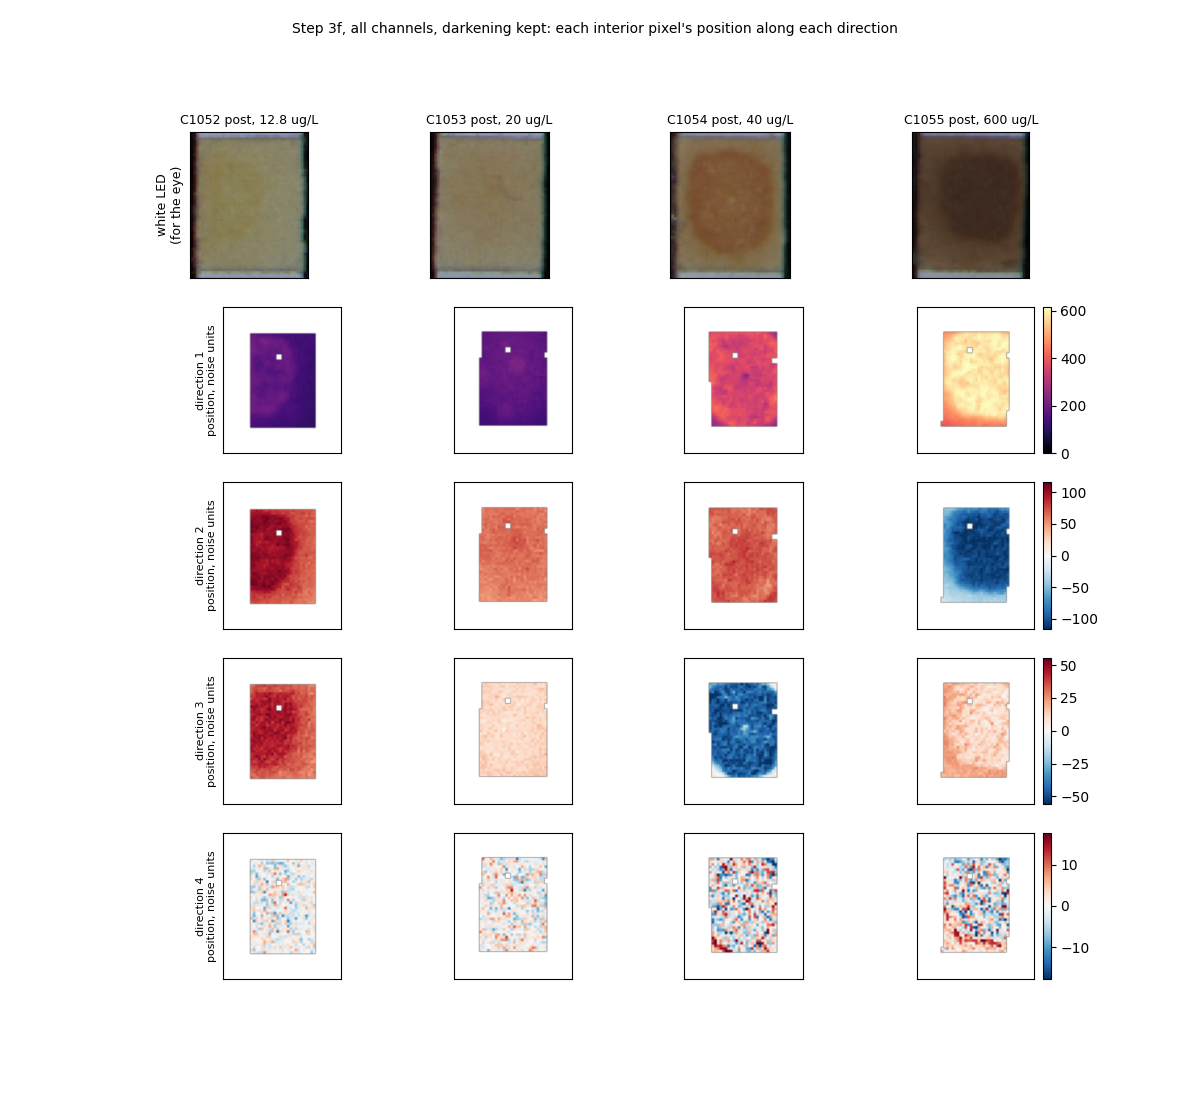 Step 3f, all channels, darkening kept: each interior pixel's position along each direction
C1052 post, 12.8 ug/L
C1053 post, 20 ug/L
C1054 post, 40 ug/L
C1055 post, 600 ug/L
white LED
(for the eye)
direction 1
position, noise units
600
400
200
0
direction 2
position, noise units
100
50
0
−50
−100
direction 3
position, noise units
50
25
0
−25
−50
direction 4
position, noise units
10
0
−10